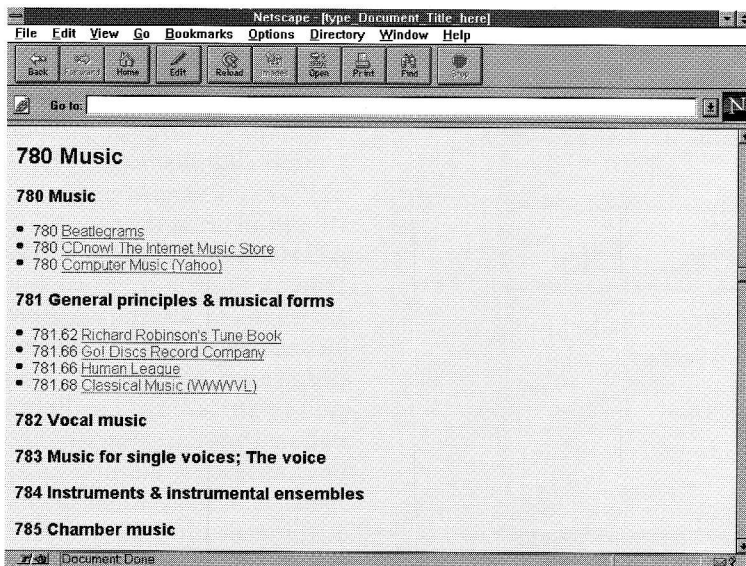 Netscape - [type_Document_Title_here]
File Edit View Go Bookmarks Options Directory Window Help
Back Forward Home Edit Reload Images Open Print Find Stop
Go to:
N
780 Music
780 Music
780 Beatlegrams
780 CDnow! The Internet Music Store
780 Computer Music (Yahoo)
781 General principles & musical forms
781.62 Richard Robinson's Tune Book
781.66 Go! Discs Record Company
781.66 Human League
781.68 Classical Music (WWWVL)
782 Vocal music
783 Music for single voices; The voice
784 Instruments & instrumental ensembles
785 Chamber music
Document: Done